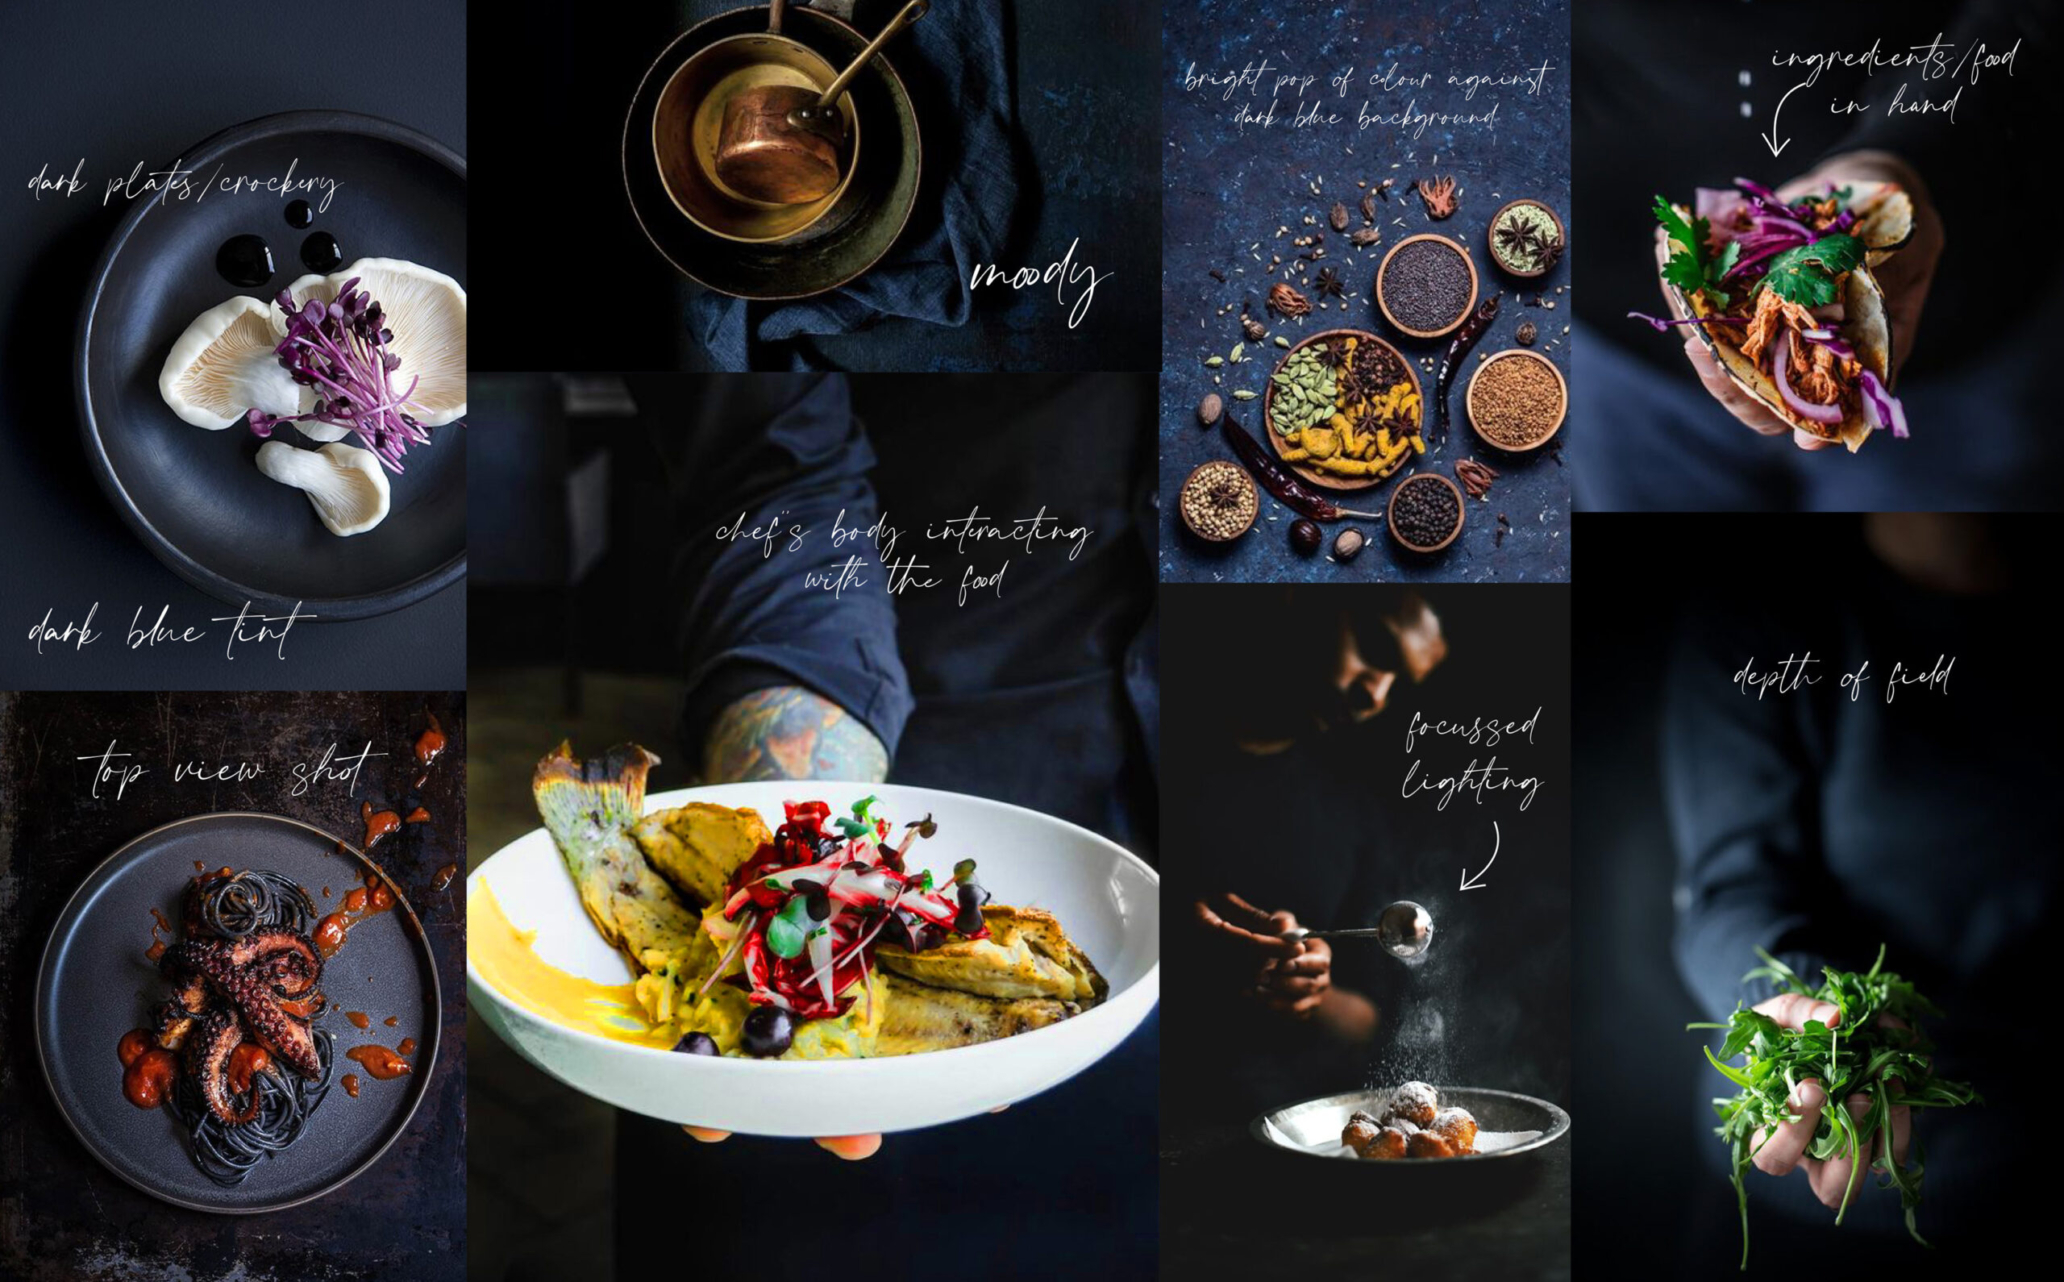 dark plates/crockery
dark blue tint
top view shot
moody
chef"s body interacting
with the food
bright pop of colour against
dark blue background
focussed
lighting
ingredients/food
in hand
depth of field